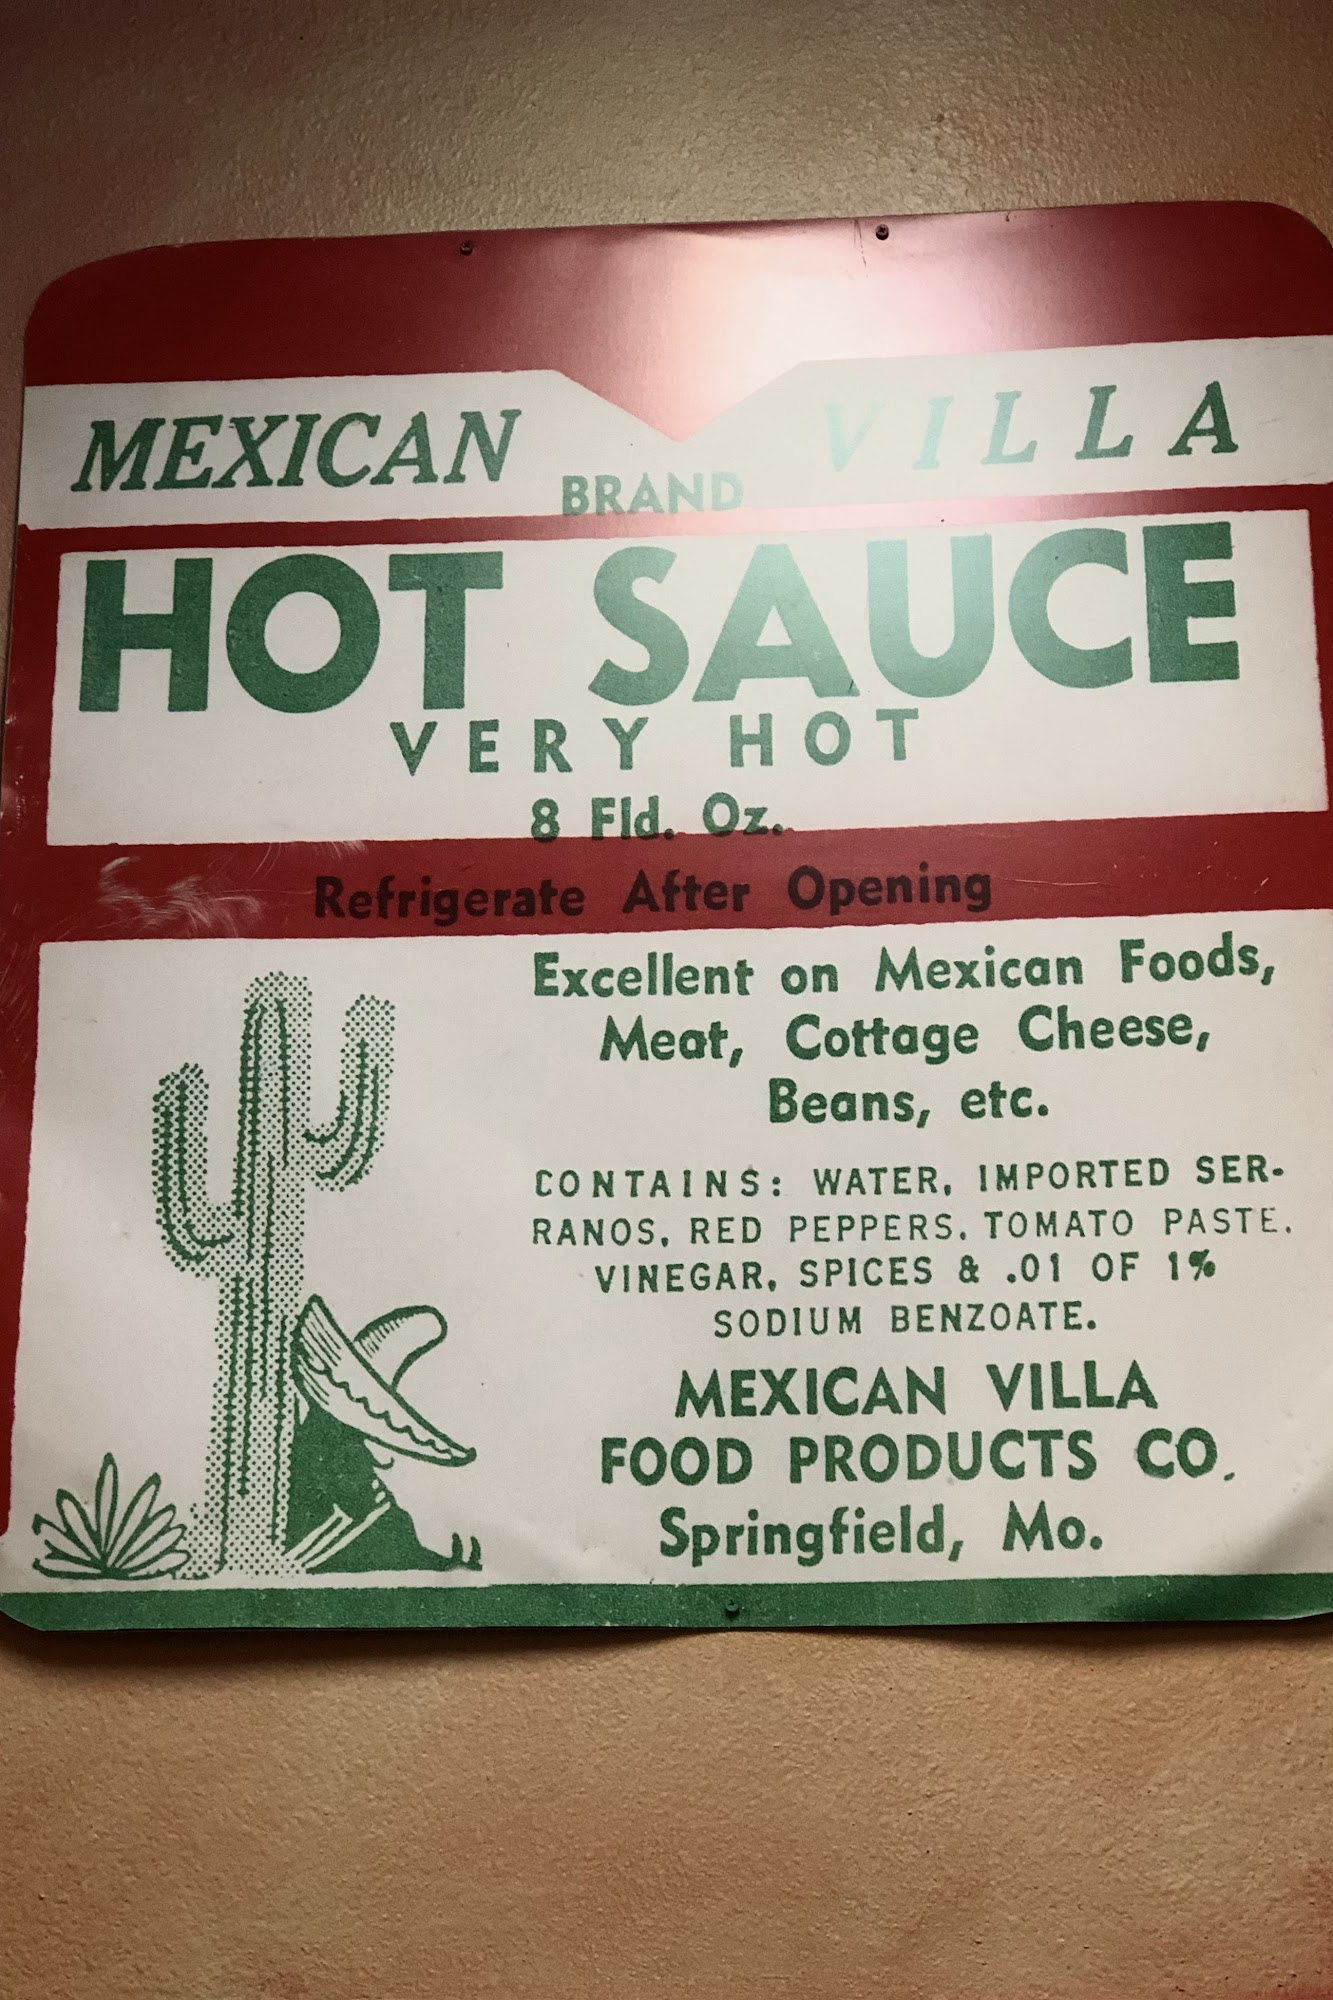 MEXICAN VILLA
BRAND
HOT SAUCE
VERY HOT
8 Fld. Oz.
Refrigerate After Opening
Excellent on Mexican Foods,
Meat, Cottage Cheese,
Beans, etc.
CONTAINS: WATER, IMPORTED SER-
RANOS, RED PEPPERS, TOMATO PASTE,
VINEGAR, SPICES & .01 OF 1%
SODIUM BENZOATE.
MEXICAN VILLA
FOOD PRODUCTS CO.
Springfield, Mo.